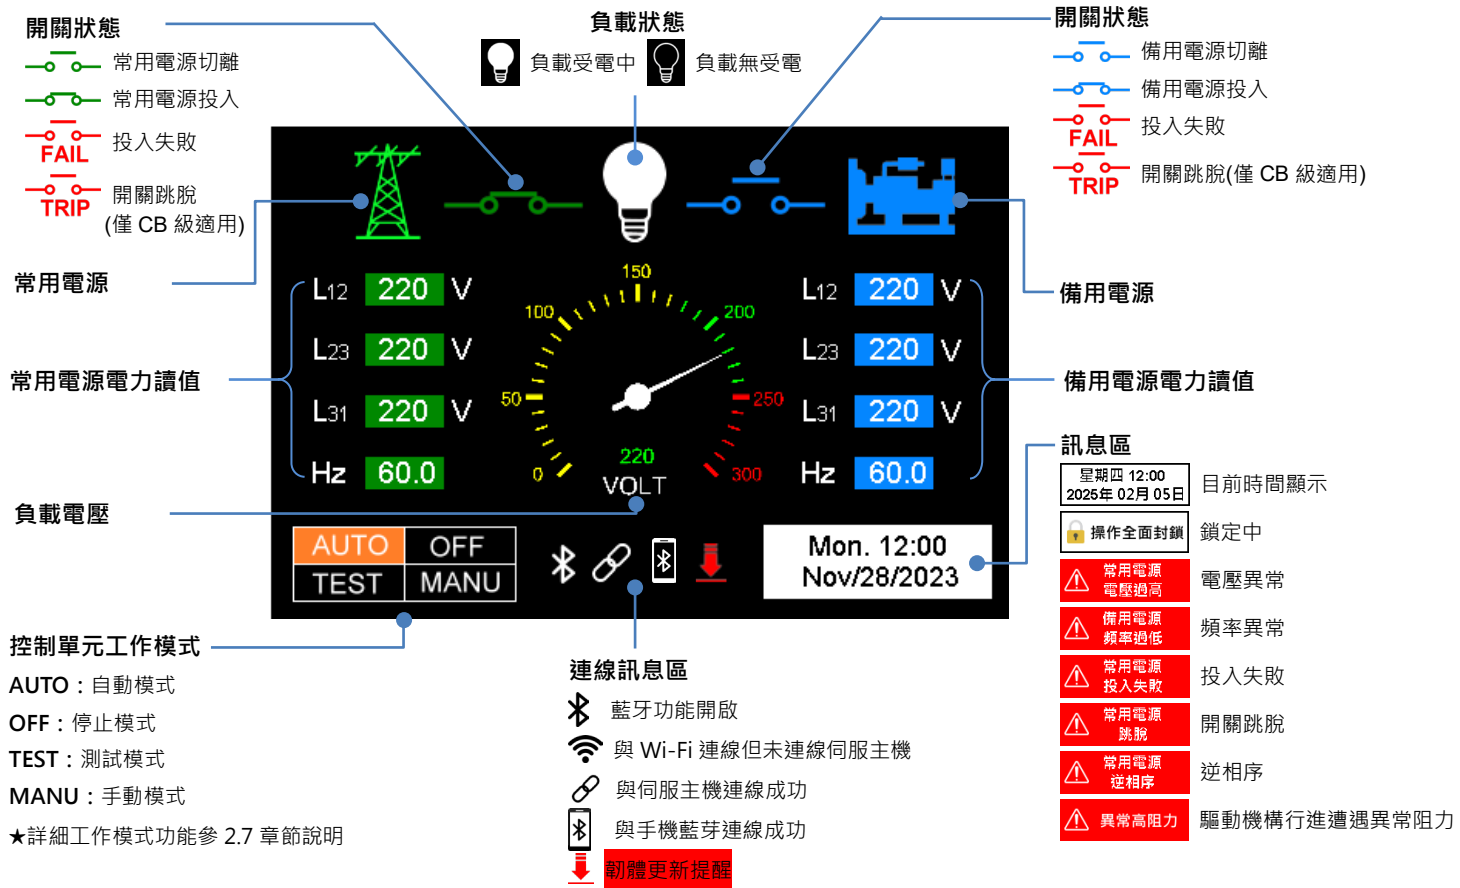 開關狀態
常用電源切離
常用電源投入
FAIL 投入失敗
TRIP 開關跳脫
(僅 CB 級適用)
常用電源
常用電源電力讀值
負載電壓
負載狀態
負載受電中
負載無受電
開關狀態
備用電源切離
備用電源投入
FAIL 投入失敗
TRIP 開關跳脫(僅 CB 級適用)
備用電源
備用電源電力讀值
L12 220 V
L23 220 V
L31 220 V
Hz 60.0
0
50
100
150
200
250
300
220
VOLT
L12 220 V
L23 220 V
L31 220 V
Hz 60.0
AUTO OFF
TEST MANU
Mon. 12:00
Nov/28/2023
控制單元工作模式
AUTO：自動模式
OFF：停止模式
TEST：測試模式
MANU：手動模式
★詳細工作模式功能參 2.7 章節說明
連線訊息區
藍牙功能開啟
與 Wi-Fi 連線但未連線伺服主機
與伺服主機連線成功
與手機藍芽連線成功
韌體更新提醒
訊息區
星期四 12:00
2025年 02月 05日
目前時間顯示
操作全面封鎖
鎖定中
常用電源
電壓過高
電壓異常
備用電源
頻率過低
頻率異常
常用電源
投入失敗
投入失敗
常用電源
跳脫
開關跳脫
常用電源
逆相序
逆相序
異常高阻力
驅動機構行進遭遇異常阻力